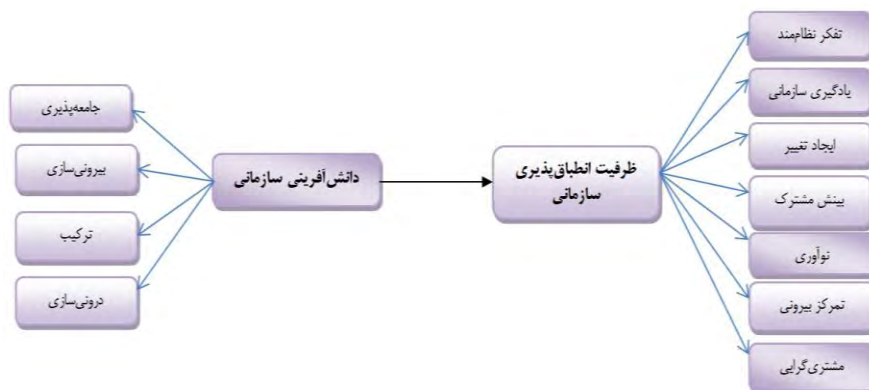 تفکر نظام‌مند
یادگیری سازمانی
ایجاد تغییر
بینش مشترک
نوآوری
تمرکز بیرونی
مشتری‌گرایی
ظرفیت انطباق‌پذیری
سازمانی
دانش‌آفرینی سازمانی
جامعه‌پذیری
بیرونی‌سازی
ترکیب
درونی‌سازی